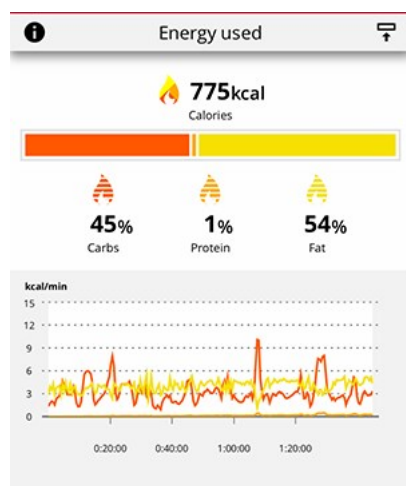 Energy used
775kcal
Calories
45% 1% 54%
Carbs Protein Fat
kcal/min
15
12
9
6
3
0
0:20:00 0:40:00 1:00:00 1:20:00